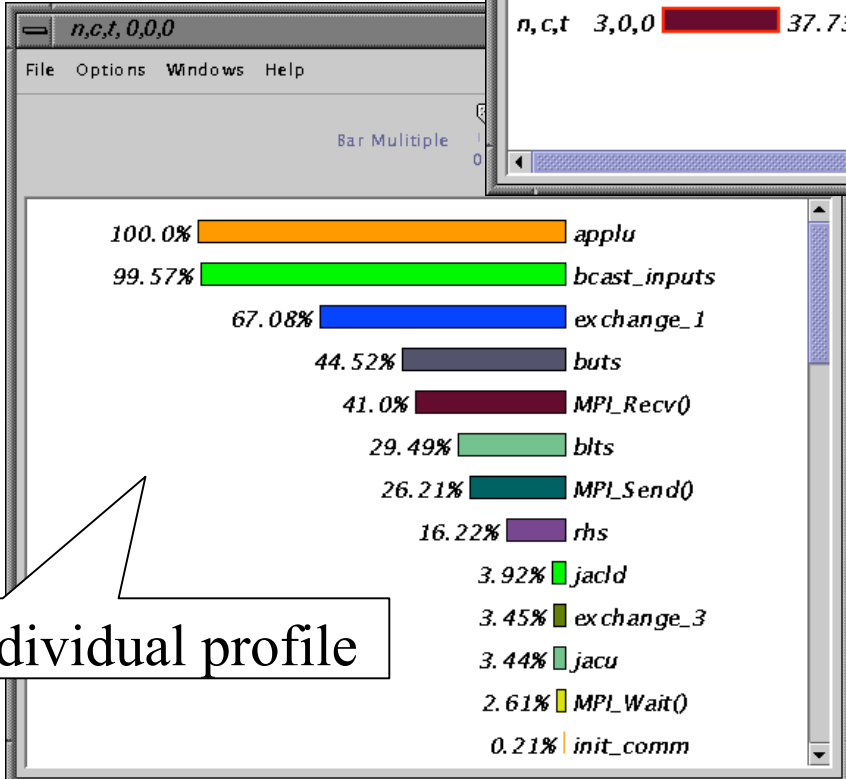 n,c,t 3,0,0 37.73
n,c,t, 0,0,0
File Options Windows Help
Bar Mulitiple
0
100.0% applu
99.57% bcast_inputs
67.08% exchange_1
44.52% buts
41.0% MPI_Recv()
29.49% blts
26.21% MPI_Send()
16.22% rhs
3.92% jacld
3.45% exchange_3
3.44% jacu
2.61% MPI_Wait()
0.21% init_comm
dividual profile